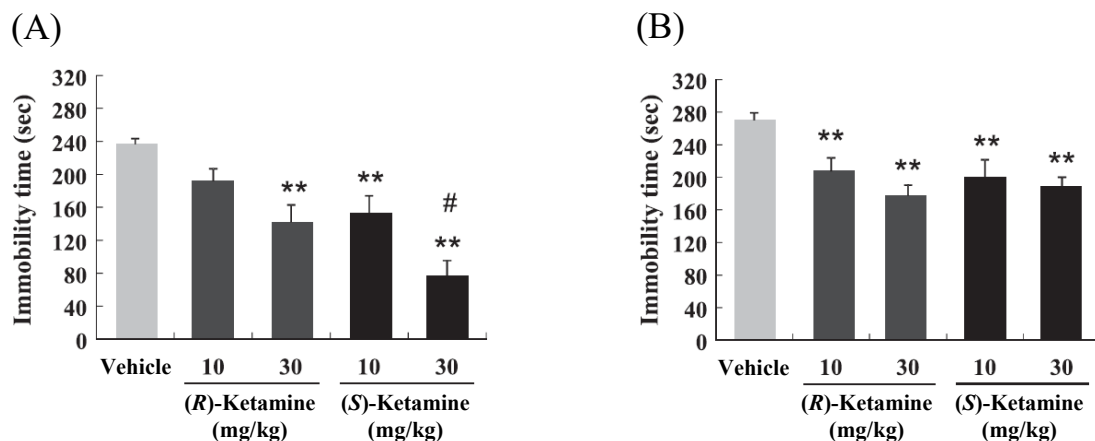 (A)
Immobility time (sec)
320
280
240
200
160
120
80
40
0
**
**
#
**
Vehicle 10 30 10 30
(R)-Ketamine (S)-Ketamine
(mg/kg) (mg/kg)
(B)
Immobility time (sec)
320
280
240
200
160
200
160
80
40
0
**
**
**
**
Vehicle 10 30 10 30
(R)-Ketamine (S)-Ketamine
(mg/kg) (mg/kg)